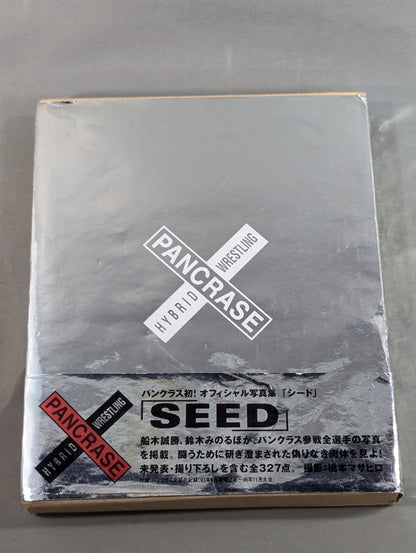 PANCRASE
HYBRID WRESTLING
PANCRASE
HYBRID WRESTLING
パンクラス初! オフィシャル写真集 「シード」
「SEED」
船木誠勝、鈴木みのるほか、パンクラス参戦全選手の写真
を掲載。闘うために研ぎ澄まされた偽りなき肉体を見よ!
未発表・撮り下ろしを含む全327点。 撮影:橋本マサヒロ